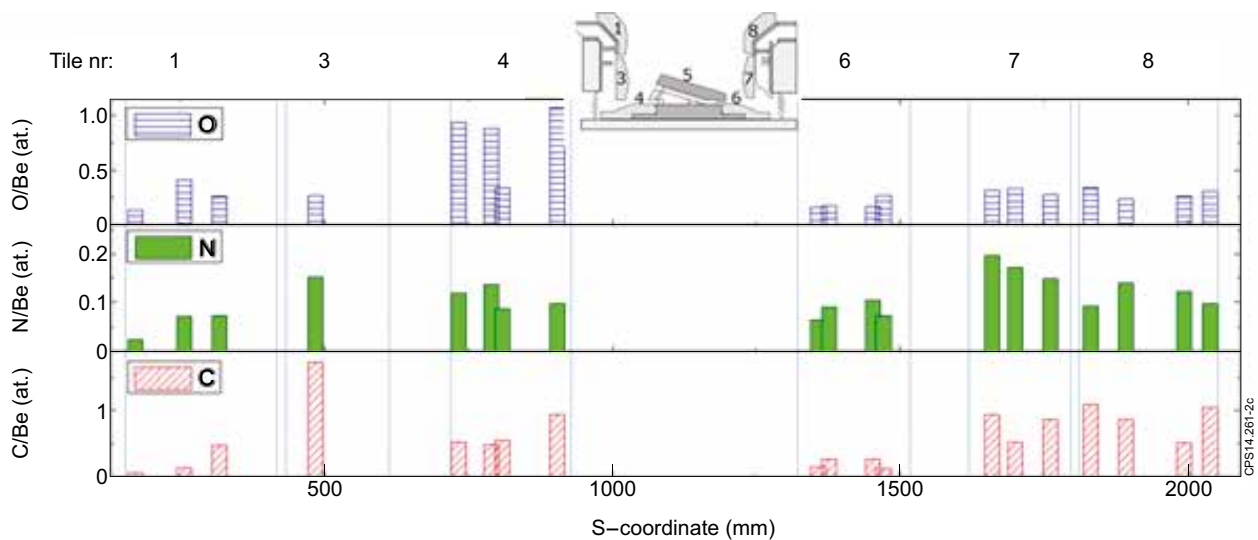 Tile nr: 1 3 4 6 7 8
1 8
3 5 7
4 6
O/Be (at.)
1.0
0.5
0
O
N/Be (at.)
0.2
0.1
0
N
C/Be (at.)
1
0
C
500 1000 1500 2000
S–coordinate (mm)
CPS14.261-2c